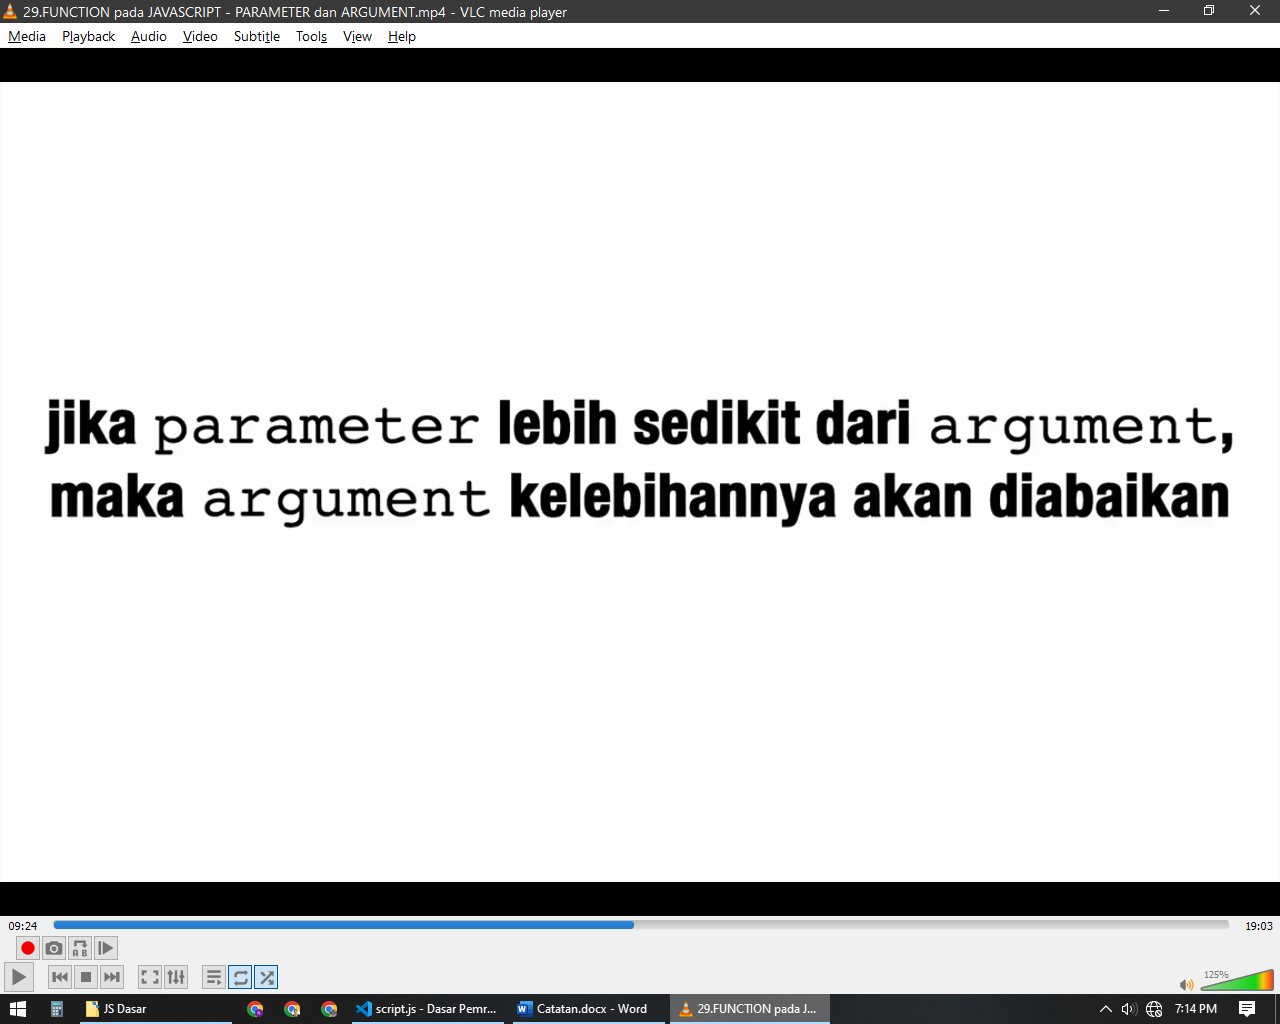 29.FUNCTION pada JAVASCRIPT - PARAMETER dan ARGUMENT.mp4 - VLC media player
Media Playback Audio Video Subtitle Tools View Help
jika parameter lebih sedikit dari argument,
maka argument kelebihannya akan diabaikan
09:24 19:03
A B
125%
JS Dasar script.js - Dasar Pemr... Catatan.docx - Word 29.FUNCTION pada J... 7:14 PM